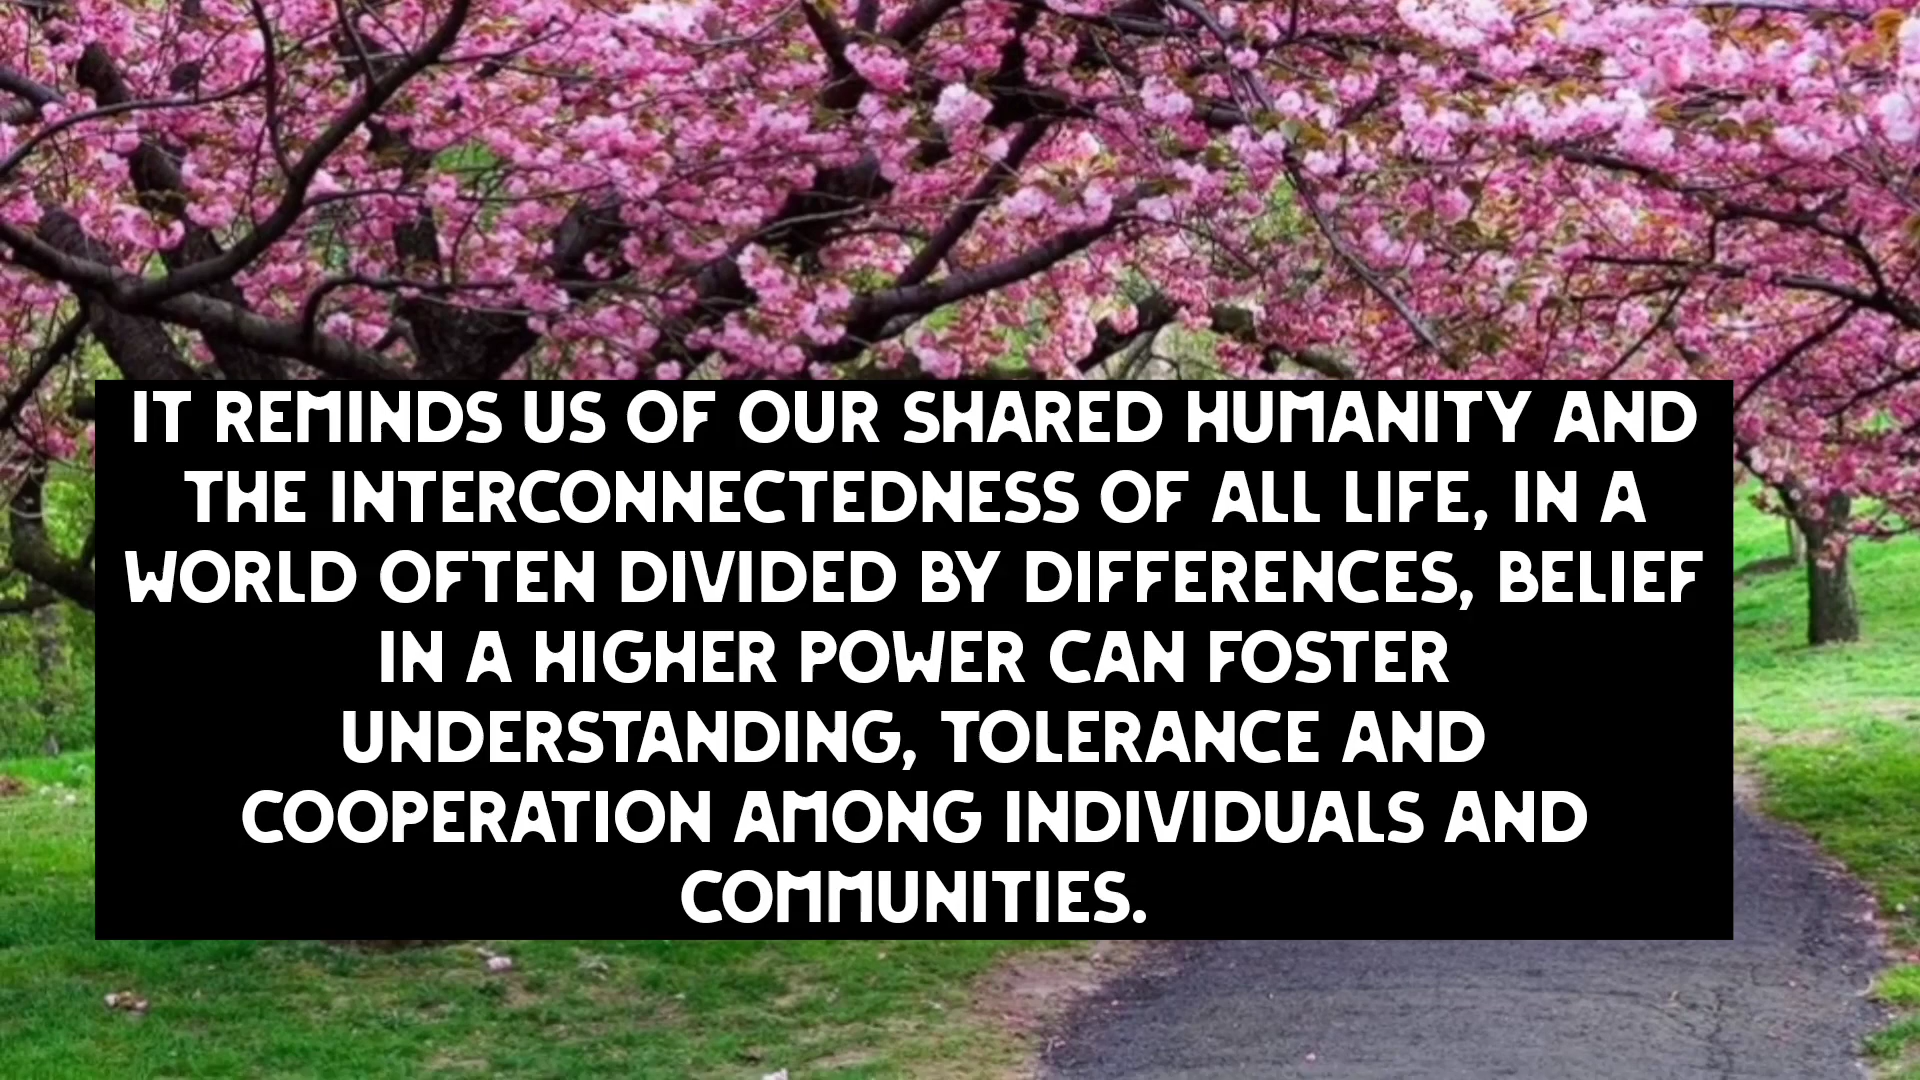 IT REMINDS US OF OUR SHARED HUMANITY AND
THE INTERCONNECTEDNESS OF ALL LIFE, IN A
WORLD OFTEN DIVIDED BY DIFFERENCES, BELIEF
IN A HIGHER POWER CAN FOSTER
UNDERSTANDING, TOLERANCE AND
COOPERATION AMONG INDIVIDUALS AND
COMMUNITIES.